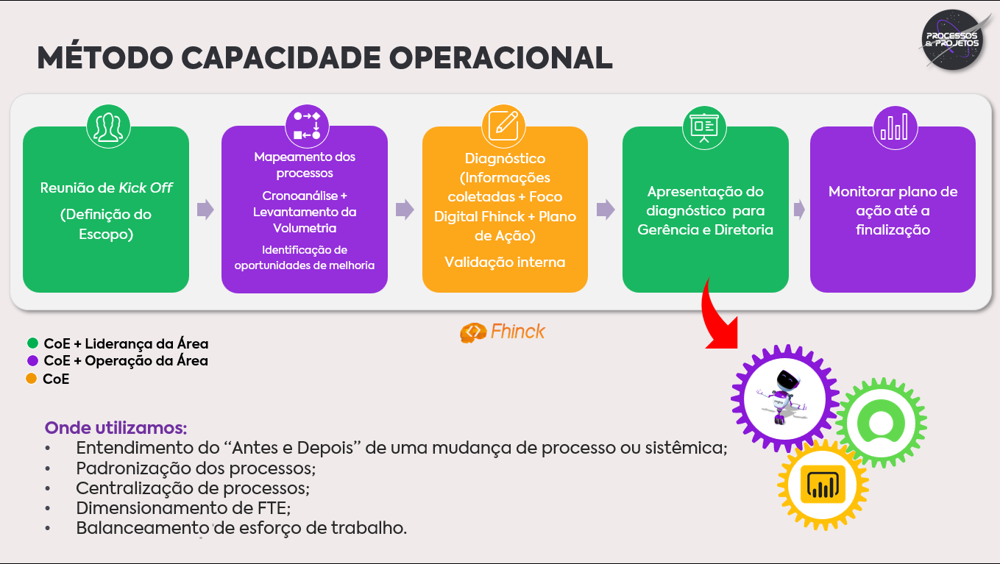 PROCESSOS
& PROJETOS
MÉTODO CAPACIDADE OPERACIONAL
Reunião de Kick Off
(Definição do
Escopo)
Mapeamento dos
processos
Cronoanálise +
Levantamento da
Volumetria
Identificação de
oportunidades de melhoria
Diagnóstico
(Informações
coletadas + Foco
Digital Fhinck + Plano
de Ação)
Validação interna
Apresentação do
diagnóstico para
Gerência e Diretoria
Monitorar plano de
ação até a
finalização
Fhinck
CoE + Liderança da Área
CoE + Operação da Área
CoE
Onde utilizamos:
• Entendimento do “Antes e Depois” de uma mudança de processo ou sistêmica;
• Padronização dos processos;
• Centralização de processos;
• Dimensionamento de FTE;
• Balanceamento de esforço de trabalho.